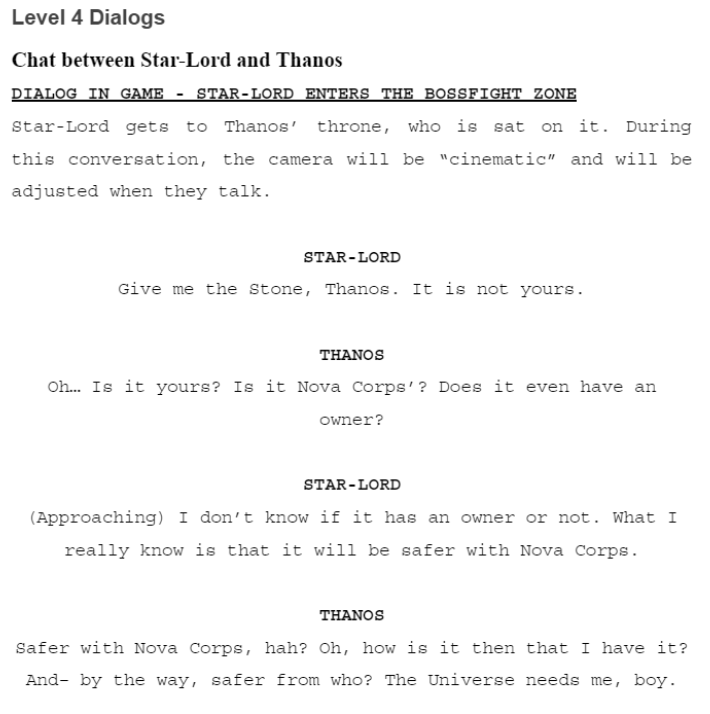 Level 4 Dialogs
Chat between Star-Lord and Thanos
DIALOG IN GAME - STAR-LORD ENTERS THE BOSSFIGHT ZONE
Star-Lord gets to Thanos’ throne, who is sat on it. During
this conversation, the camera will be “cinematic” and will be
adjusted when they talk.
STAR-LORD
Give me the Stone, Thanos. It is not yours.
THANOS
Oh… Is it yours? Is it Nova Corps’? Does it even have an
owner?
STAR-LORD
(Approaching) I don’t know if it has an owner or not. What I
really know is that it will be safer with Nova Corps.
THANOS
Safer with Nova Corps, hah? Oh, how is it then that I have it?
And– by the way, safer from who? The Universe needs me, boy.